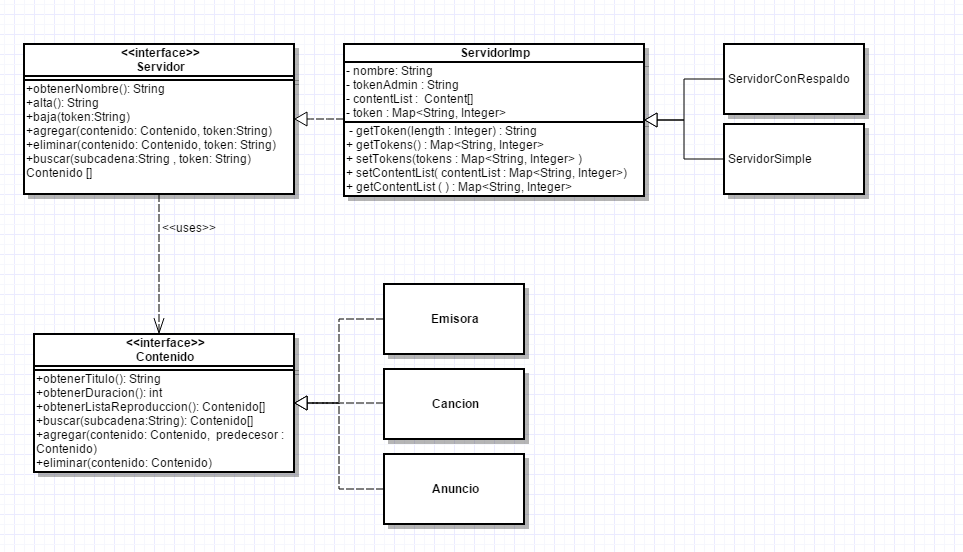 <<interface>>
Servidor
+obtenerNombre(): String
+alta(): String
+baja(token:String)
+agregar(contenido: Contenido, token:String)
+eliminar(contenido: Contenido, token: String)
+buscar(subcadena:String , token: String)
Contenido []
ServidorImp
- nombre: String
- tokenAdmin : String
- contentList :  Content[]
- token : Map<String, Integer>
- getToken(length : Integer) : String
+ getTokens() : Map<String, Integer>
+ setTokens(tokens : Map<String, Integer> )
+ setContentList( contentList : Map<String, Integer>)
+ getContentList ( ) : Map<String, Integer>
ServidorConRespaldo
ServidorSimple
<<uses>>
<<interface>>
Contenido
+obtenerTitulo(): String
+obtenerDuracion(): int
+obtenerListaReproduccion(): Contenido[]
+buscar(subcadena:String): Contenido[]
+agregar(contenido: Contenido,  predecesor :
Contenido)
+eliminar(contenido: Contenido)
Emisora
Cancion
Anuncio